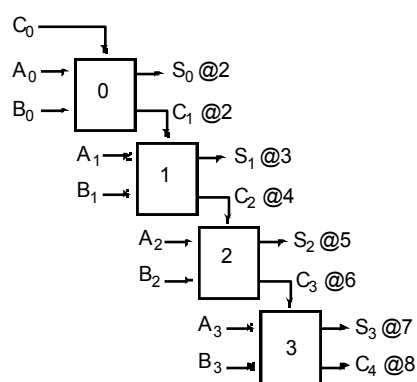 C₀
A₀ 0 S₀ @2
B₀ C₁ @2
A₁ 1 S₁ @3
B₁ C₂ @4
A₂ 2 S₂ @5
B₂ C₃ @6
A₃ 3 S₃ @7
B₃ C₄ @8